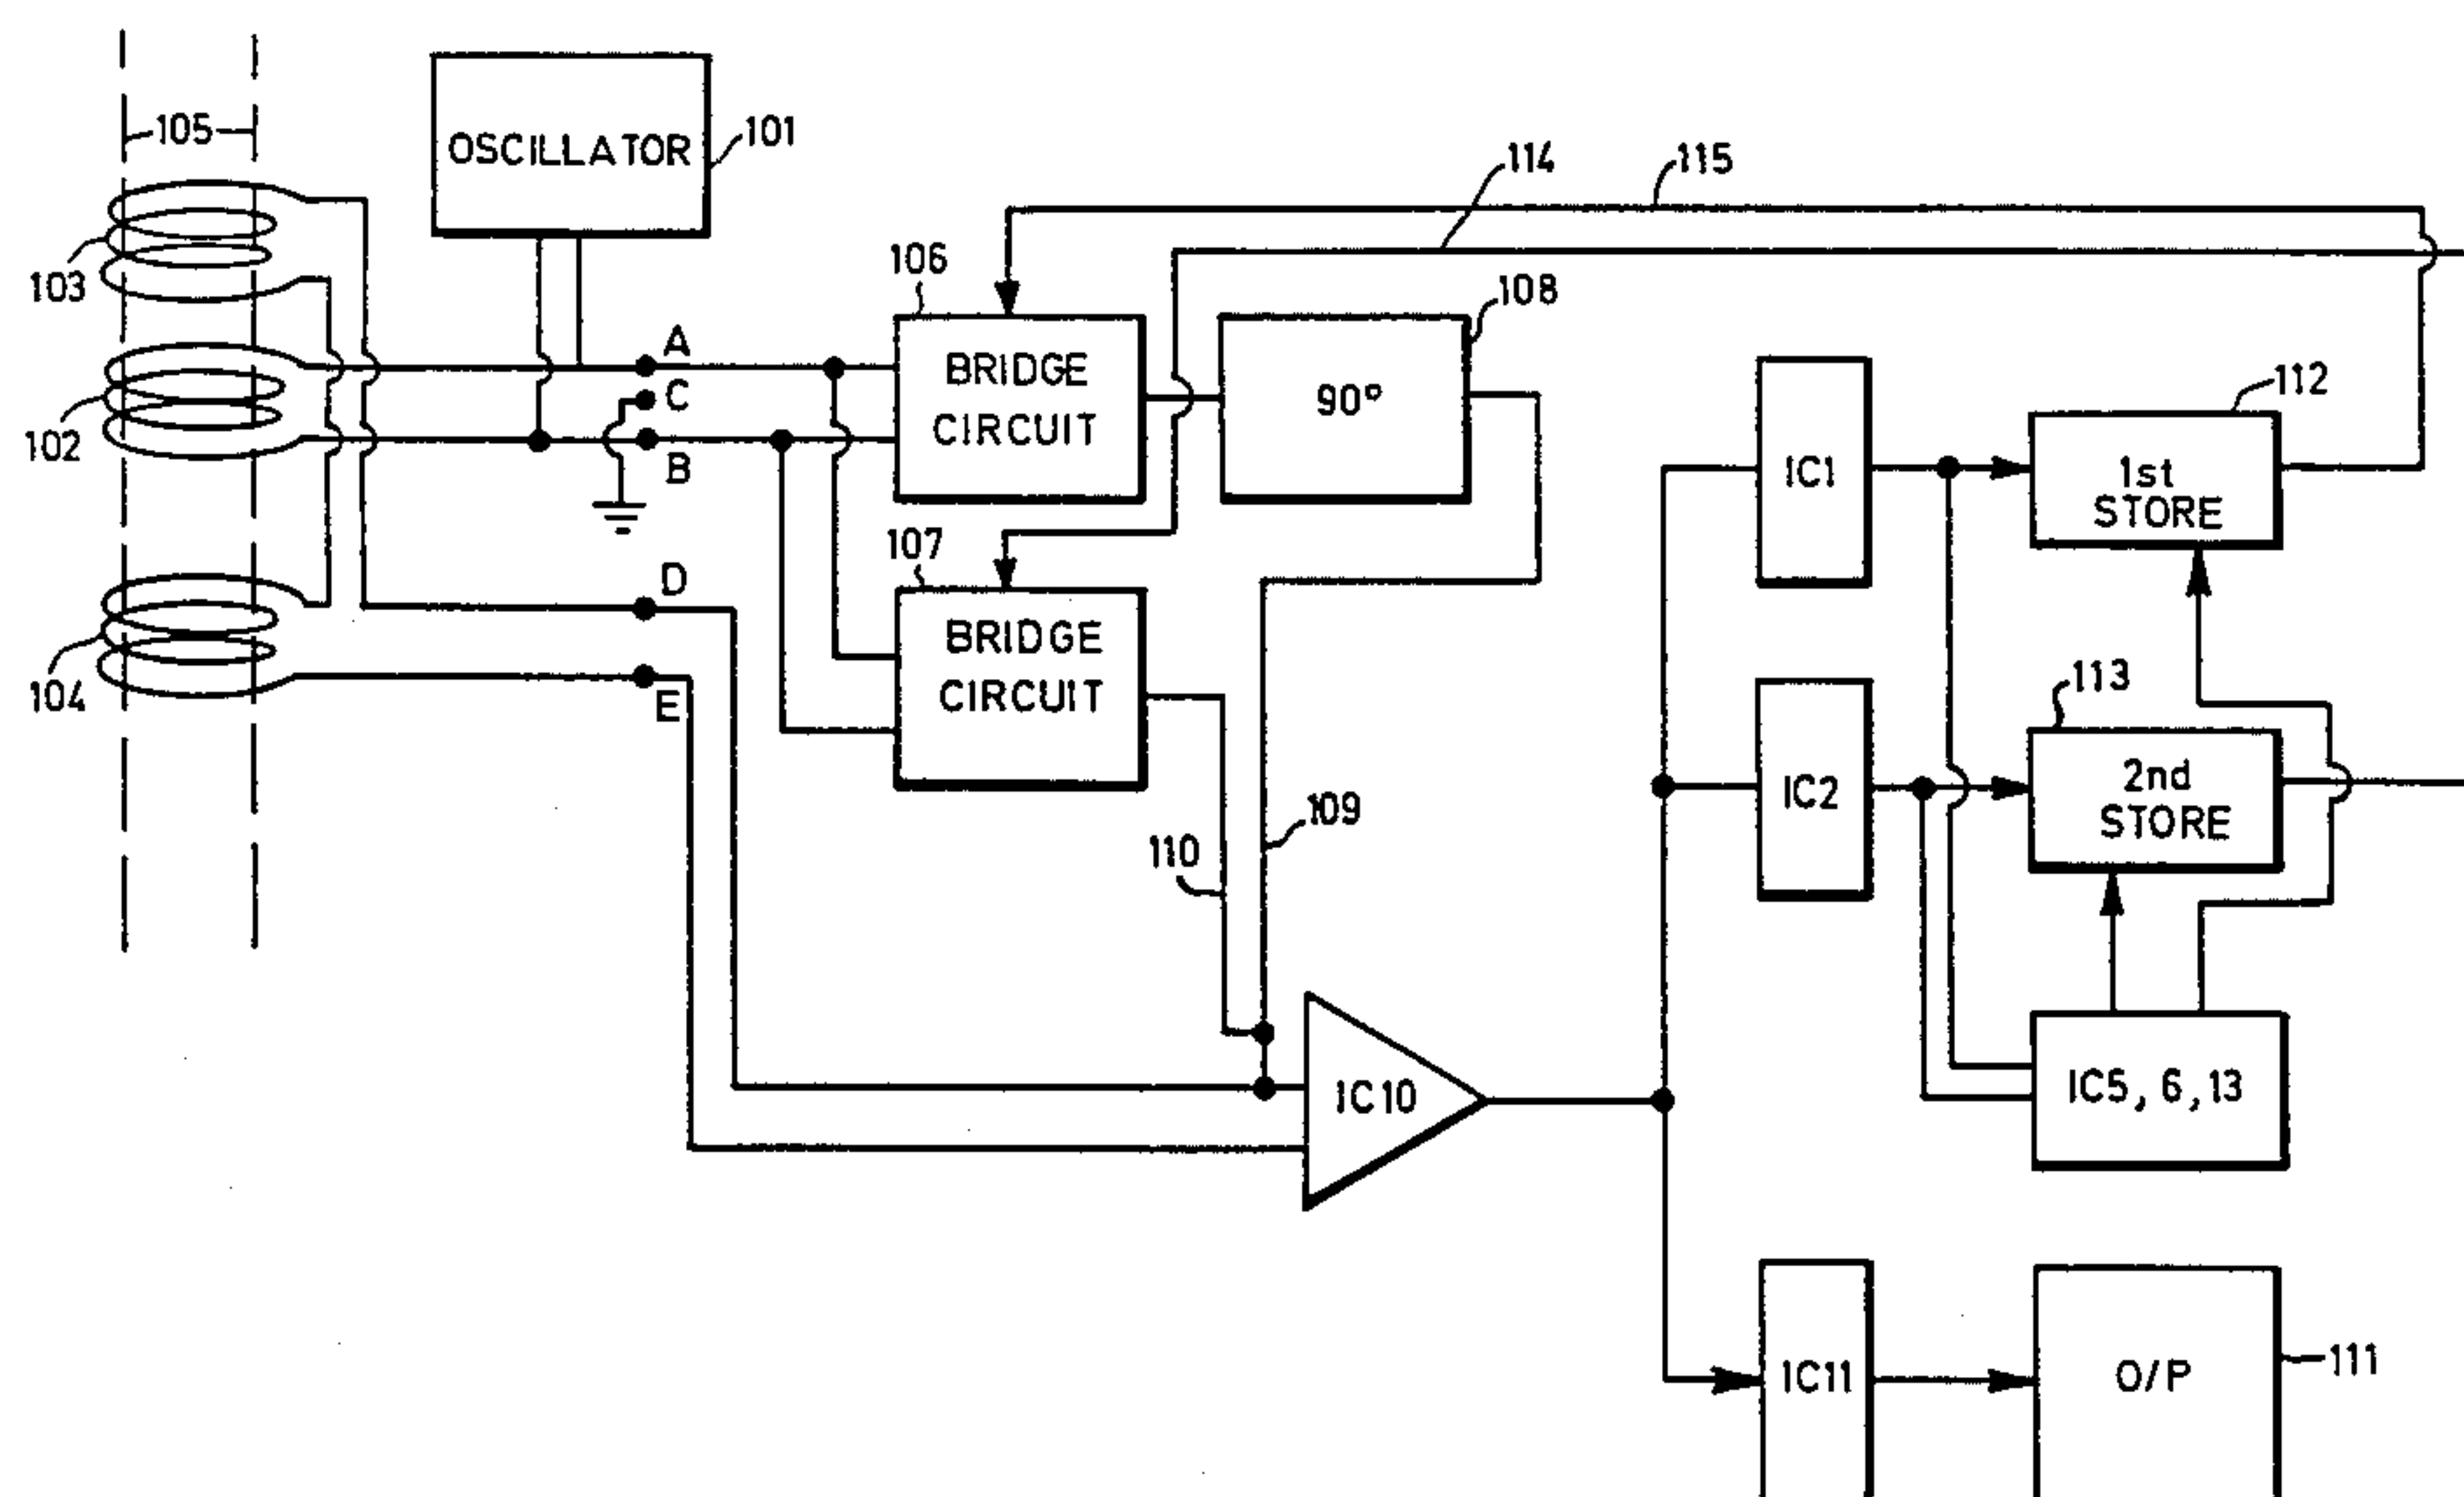 105
OSCILLATOR
101
114
115
103
106
108
A
BRIDGE
CIRCUIT
90°
C
102
B
IC1
1st
STORE
112
107
D
BRIDGE
CIRCUIT
104
E
IC2
113
2nd
STORE
110
109
IC10
IC5, 6, 13
IC11
O/P
111